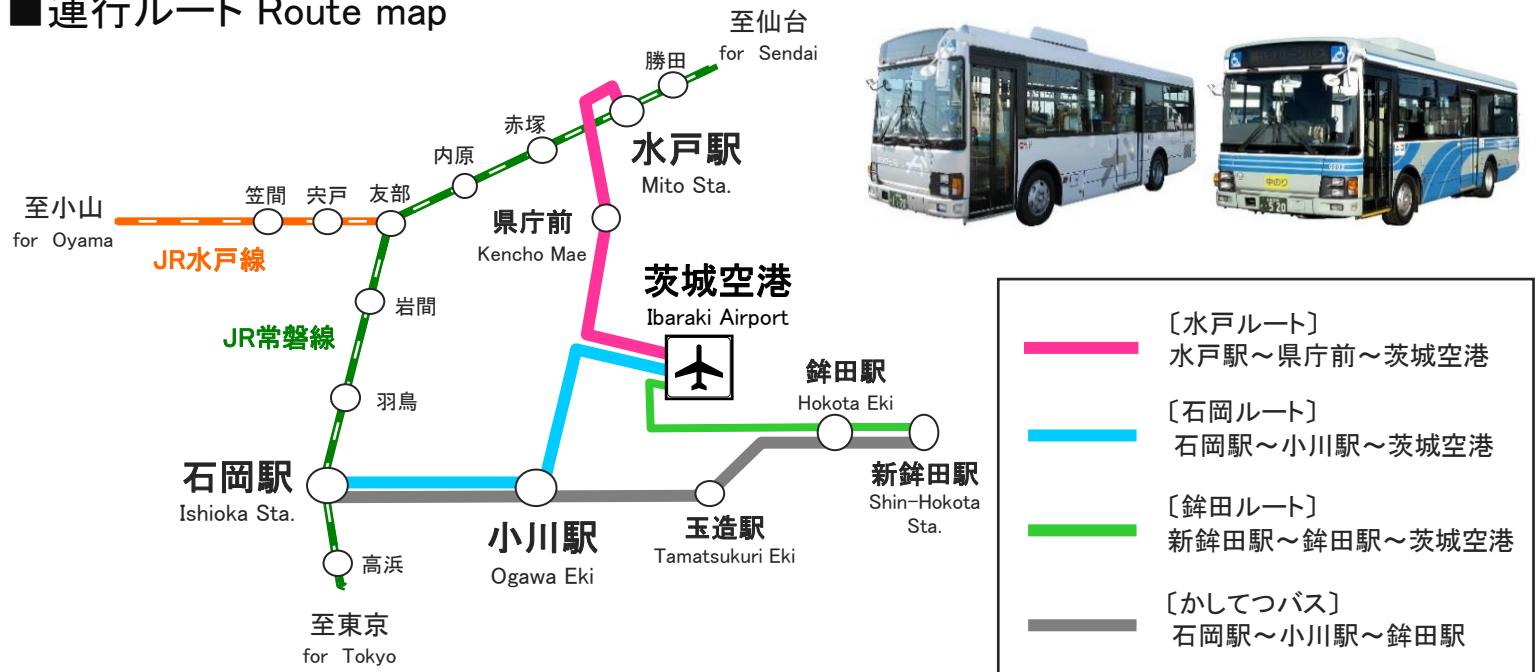 ■運行ルート Route map
至仙台
for Sendai
勝田
赤塚
水戸駅
Mito Sta.
内原
至小山
for Oyama
笠間
宍戸
友部
県庁前
Kencho Mae
JR水戸線
茨城空港
Ibaraki Airport
岩間
JR常磐線
鉾田駅
Hokota Eki
羽鳥
石岡駅
Ishioka Sta.
新鉾田駅
Shin-Hokota
Sta.
小川駅
Ogawa Eki
玉造駅
Tamatsukuri Eki
高浜
至東京
for Tokyo
中のり
520
〔水戸ルート〕
水戸駅～県庁前～茨城空港
〔石岡ルート〕
石岡駅～小川駅～茨城空港
〔鉾田ルート〕
新鉾田駅～鉾田駅～茨城空港
〔かしてつバス〕
石岡駅～小川駅～鉾田駅